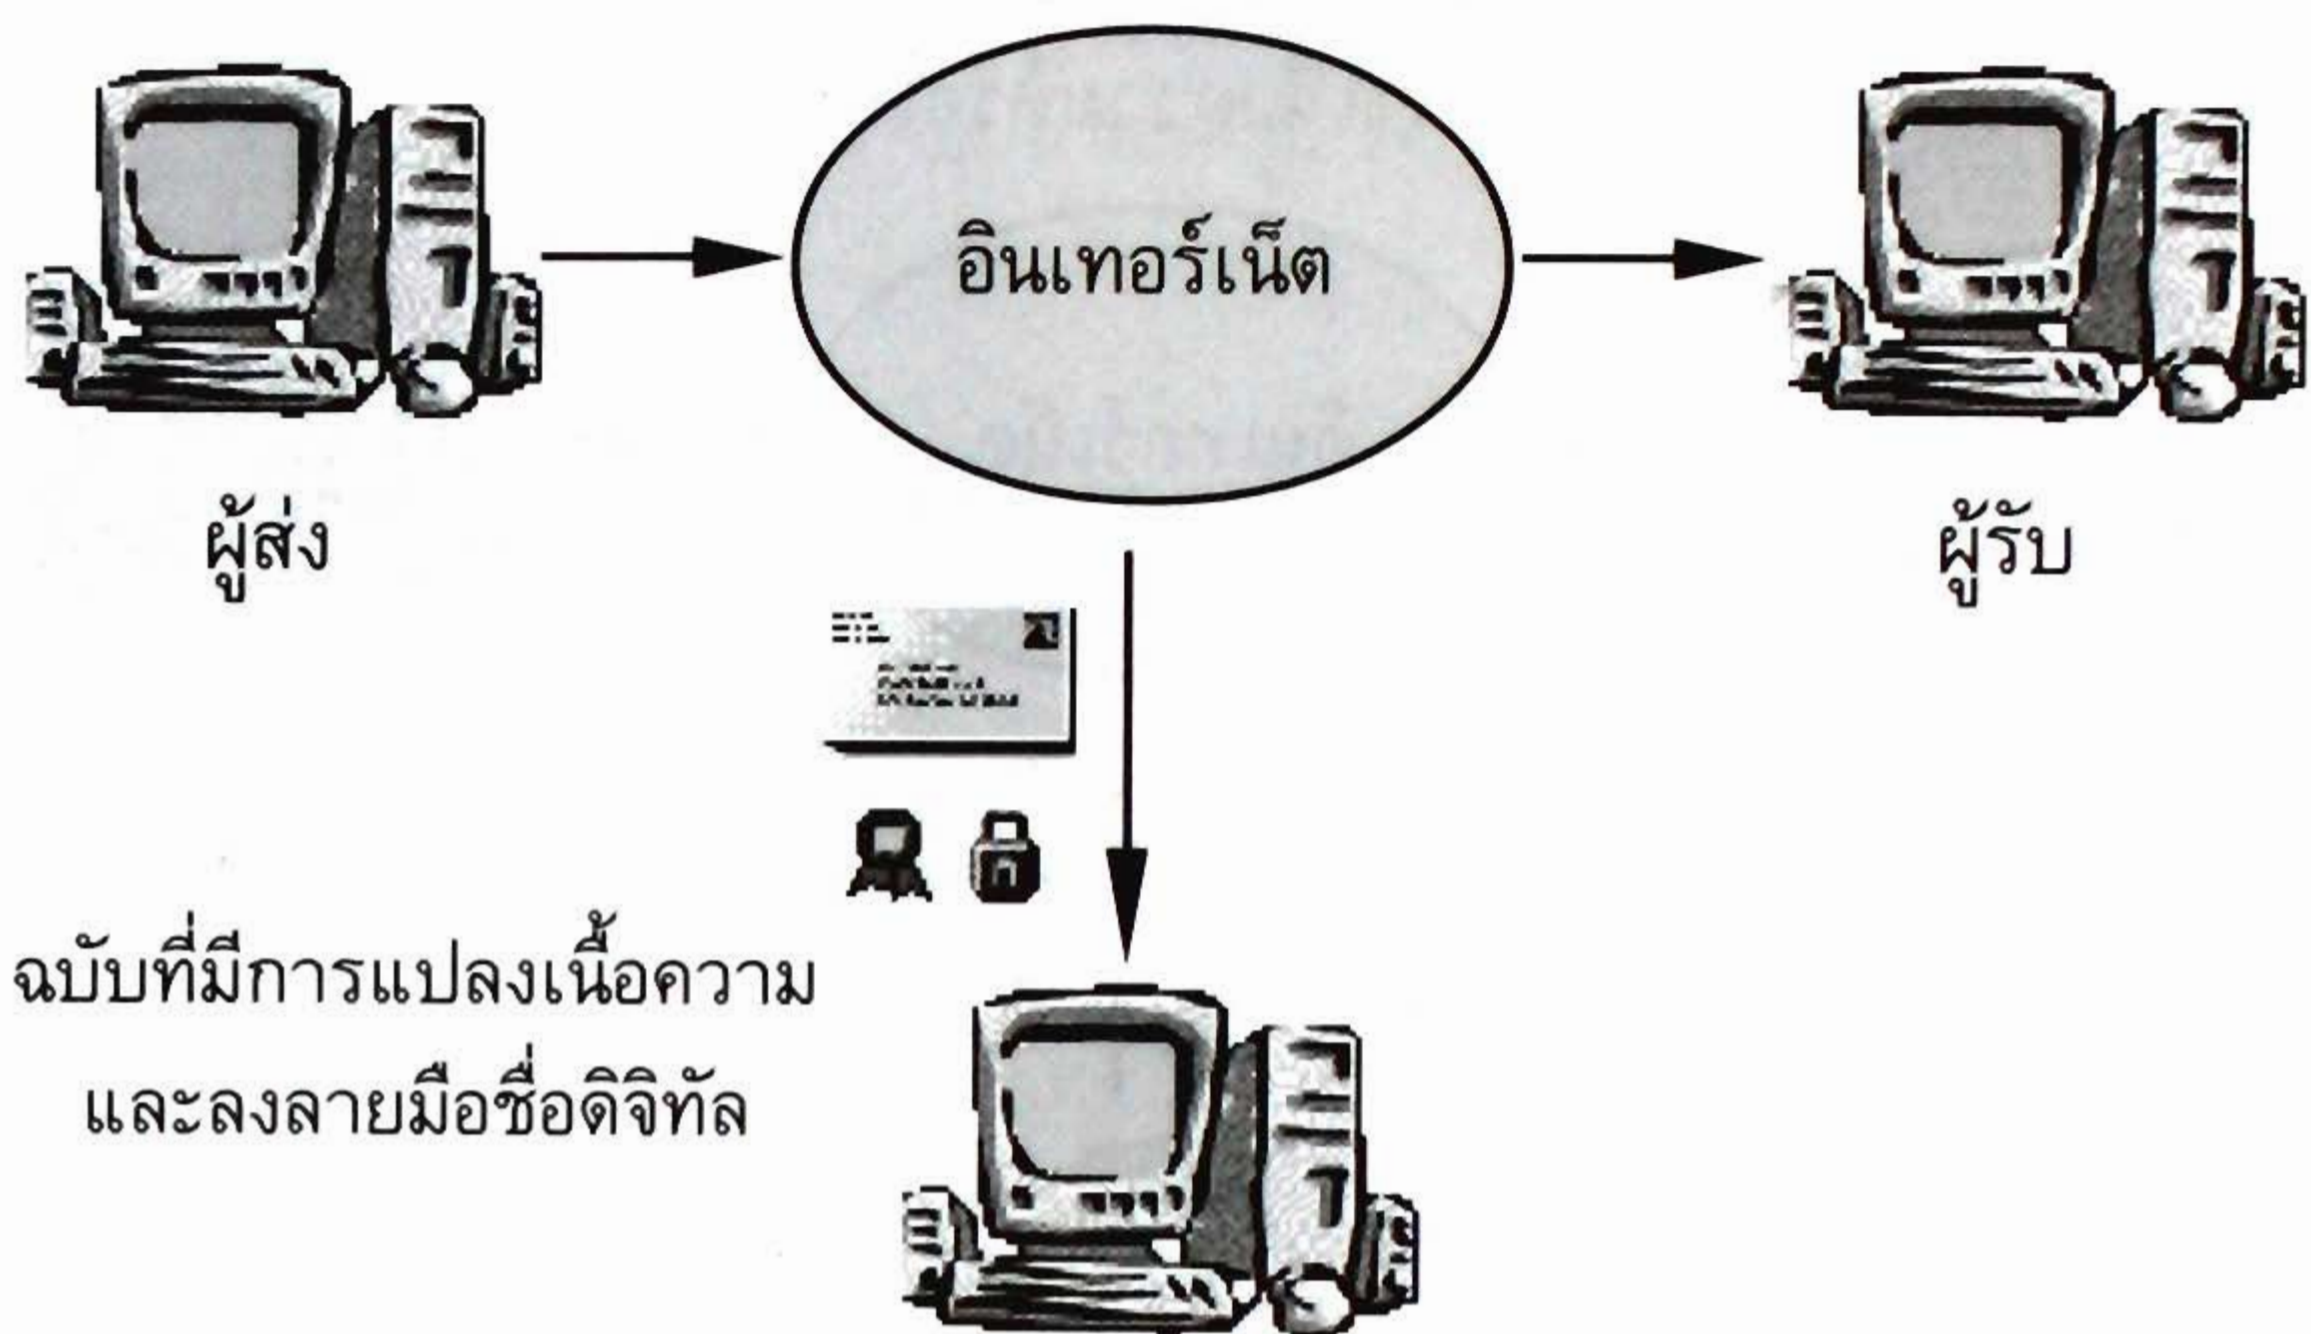 อินเทอร์เน็ต
ผู้ส่ง
ผู้รับ
ฉบับที่มีการแปลงเนื้อความ
และลงลายมือชื่อดิจิทัล